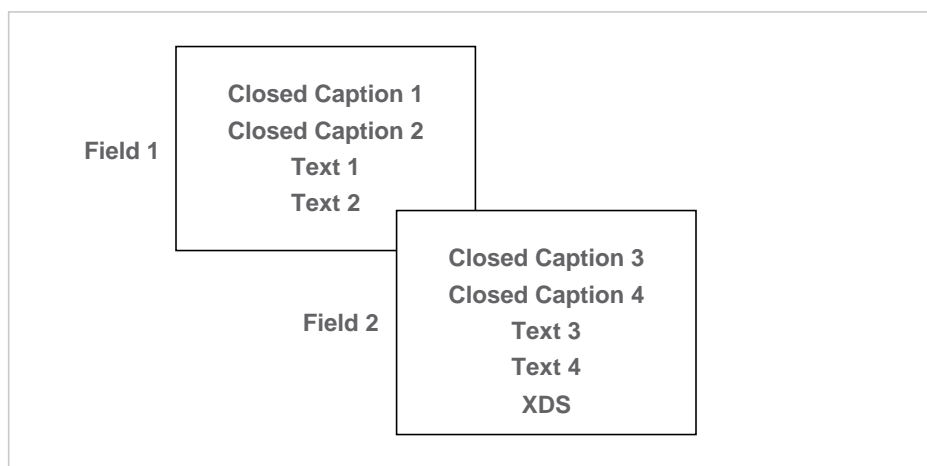 Field 1
Closed Caption 1
Closed Caption 2
Text 1
Text 2
Field 2
Closed Caption 3
Closed Caption 4
Text 3
Text 4
XDS